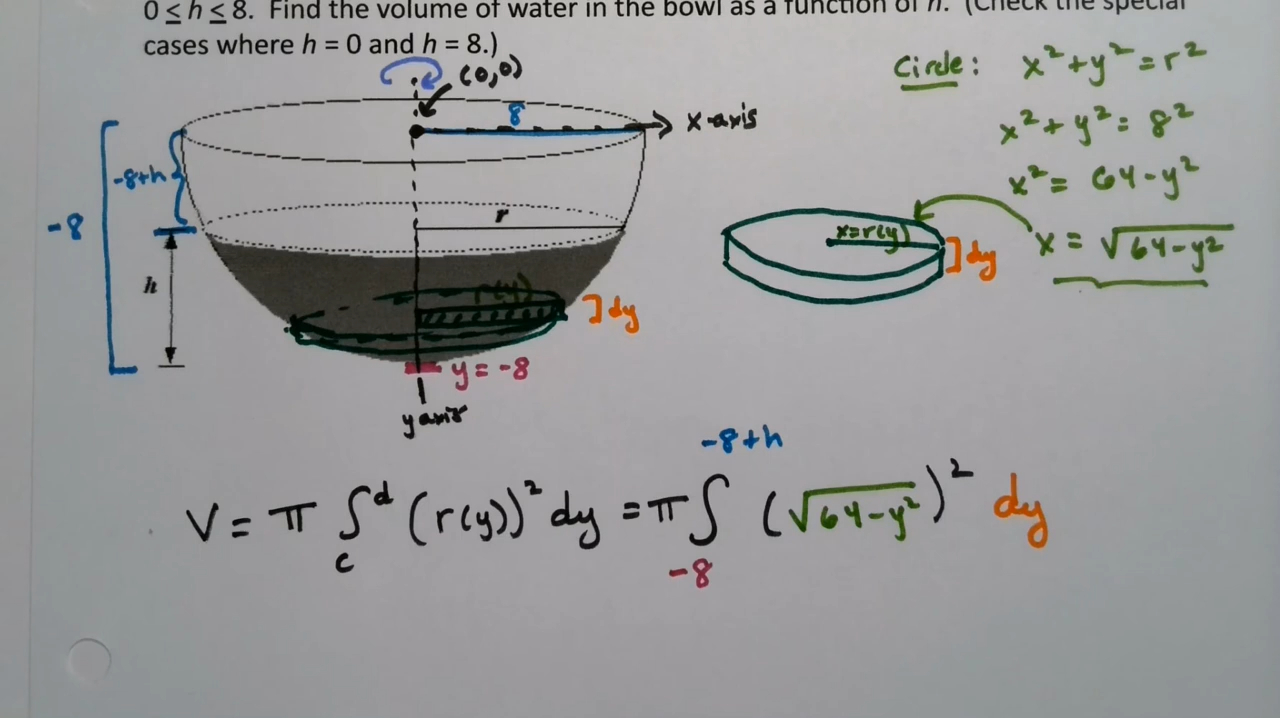 0 ≤ h ≤ 8. Find the volume of water in the bowl as a function of h. (Check the special
cases where h = 0 and h = 8.)
Circle: x² + y² = r²
x² + y² = 8²
x² = 64 - y²
x = √64-y²
(0,0)
8
x-axis
-8+h
-8
r
h
r(y)
dy
x=r(y)
dy
y = -8
y axis
V = π ∫_c^d (r(y))² dy = π ∫_{-8}^{-8+h} (√64-y²)² dy